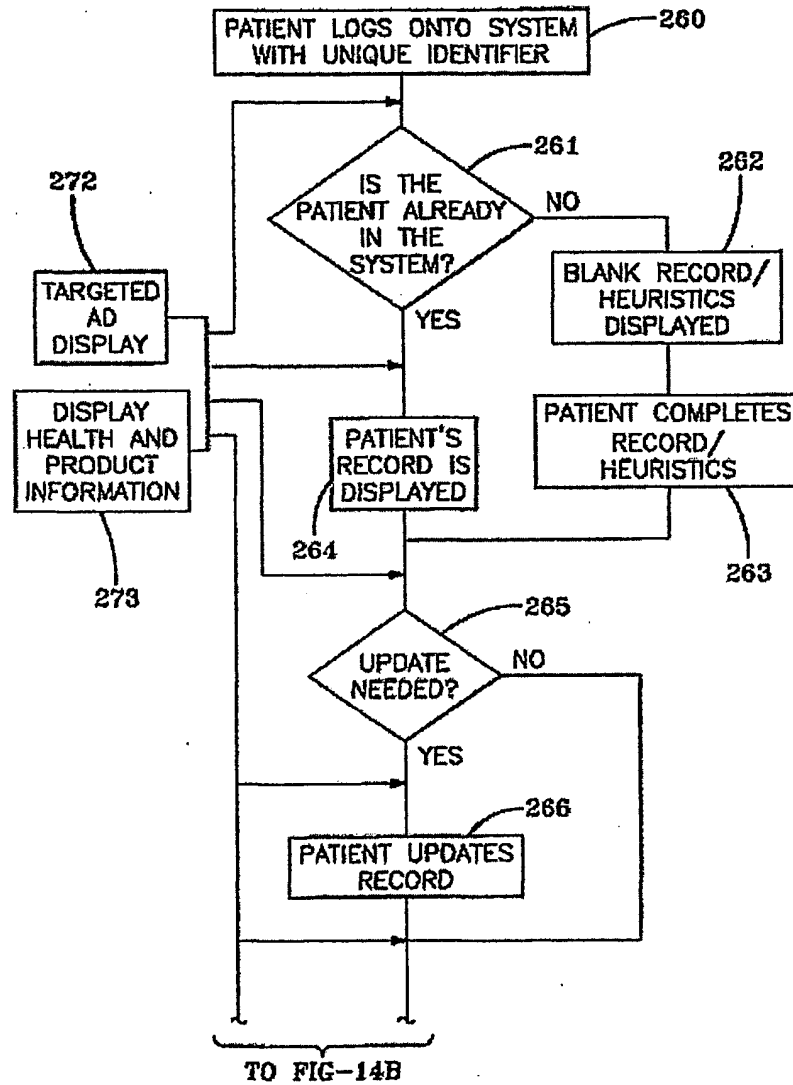 PATIENT LOGS ONTO SYSTEM
WITH UNIQUE IDENTIFIER
260
261
IS THE
PATIENT ALREADY
IN THE
SYSTEM?
NO
YES
262
BLANK RECORD/
HEURISTICS
DISPLAYED
272
TARGETED
AD
DISPLAY
DISPLAY
HEALTH AND
PRODUCT
INFORMATION
273
PATIENT'S
RECORD IS
DISPLAYED
264
PATIENT COMPLETES
RECORD/
HEURISTICS
263
265
UPDATE
NEEDED?
NO
YES
266
PATIENT UPDATES
RECORD
TO FIG-14B